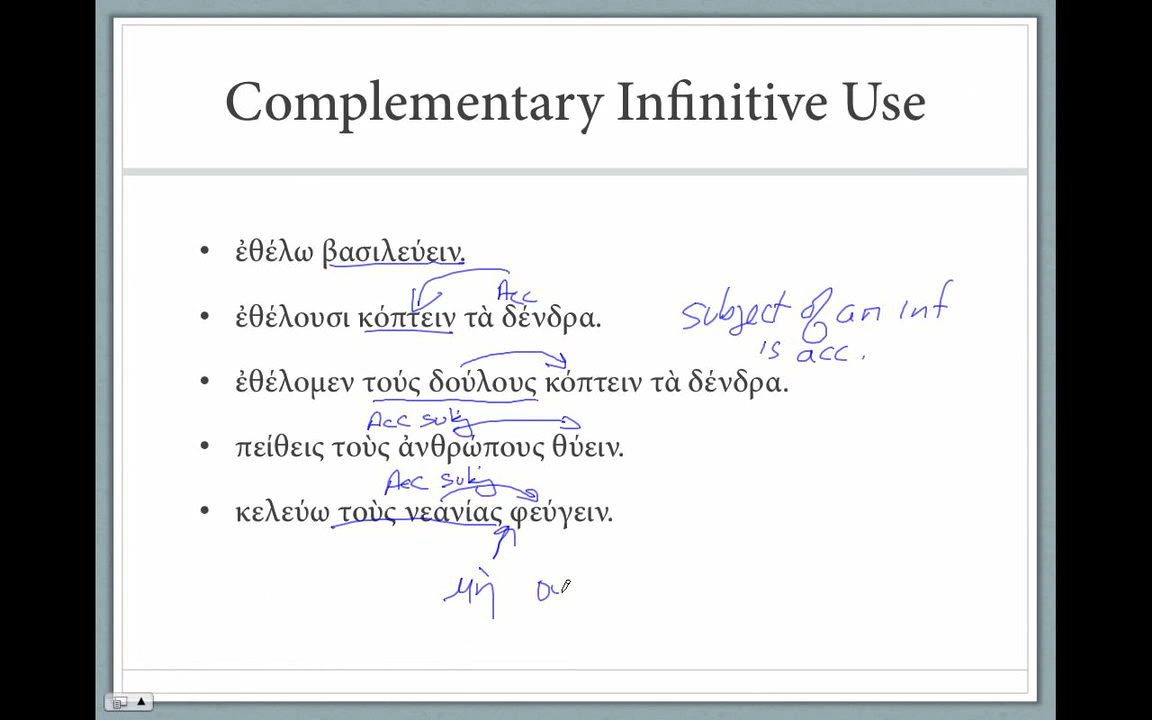 Complementary Infinitive Use
• ἐθέλω βασιλεύειν.
Acc
• ἐθέλουσι κόπτειν τὰ δένδρα.
subject of an inf
is acc.
• ἐθέλομεν τούς δούλους κόπτειν τὰ δένδρα.
Acc subj
• πείθεις τοὺς ἀνθρώπους θύειν.
Acc subj
• κελεύω τοὺς νεανίας φεύγειν.
μὴ